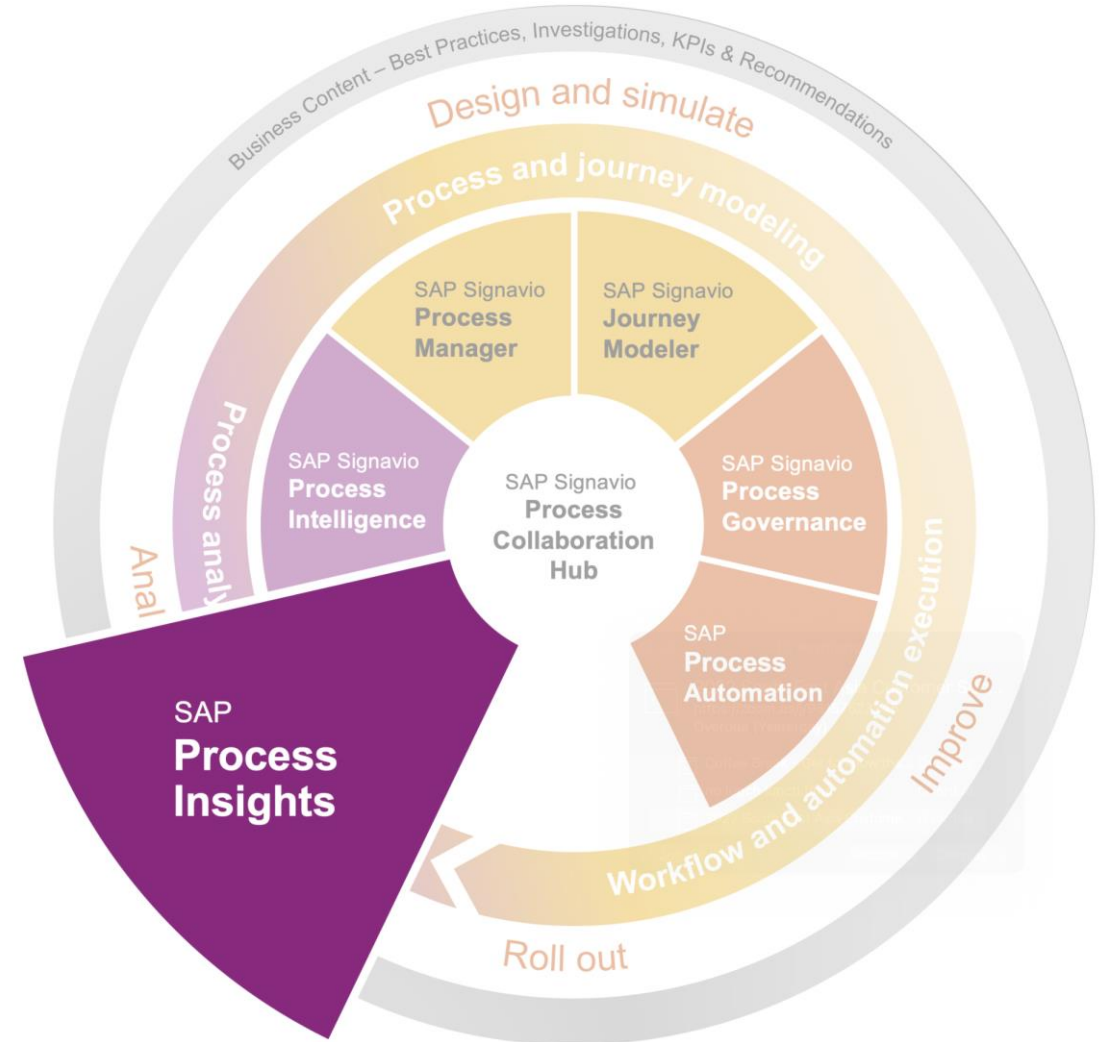 Business Content – Best Practices, Investigations, KPIs & Recommendations
Design and simulate
Process and journey modeling
SAP Signavio
Process
Manager
SAP Signavio
Journey
Modeler
Process analy
Anal
SAP Signavio
Process
Intelligence
SAP Signavio
Process
Collaboration
Hub
SAP Signavio
Process
Governance
SAP
Process
Automation
Workflow and automation execution
Improve
SAP
Process
Insights
Roll out